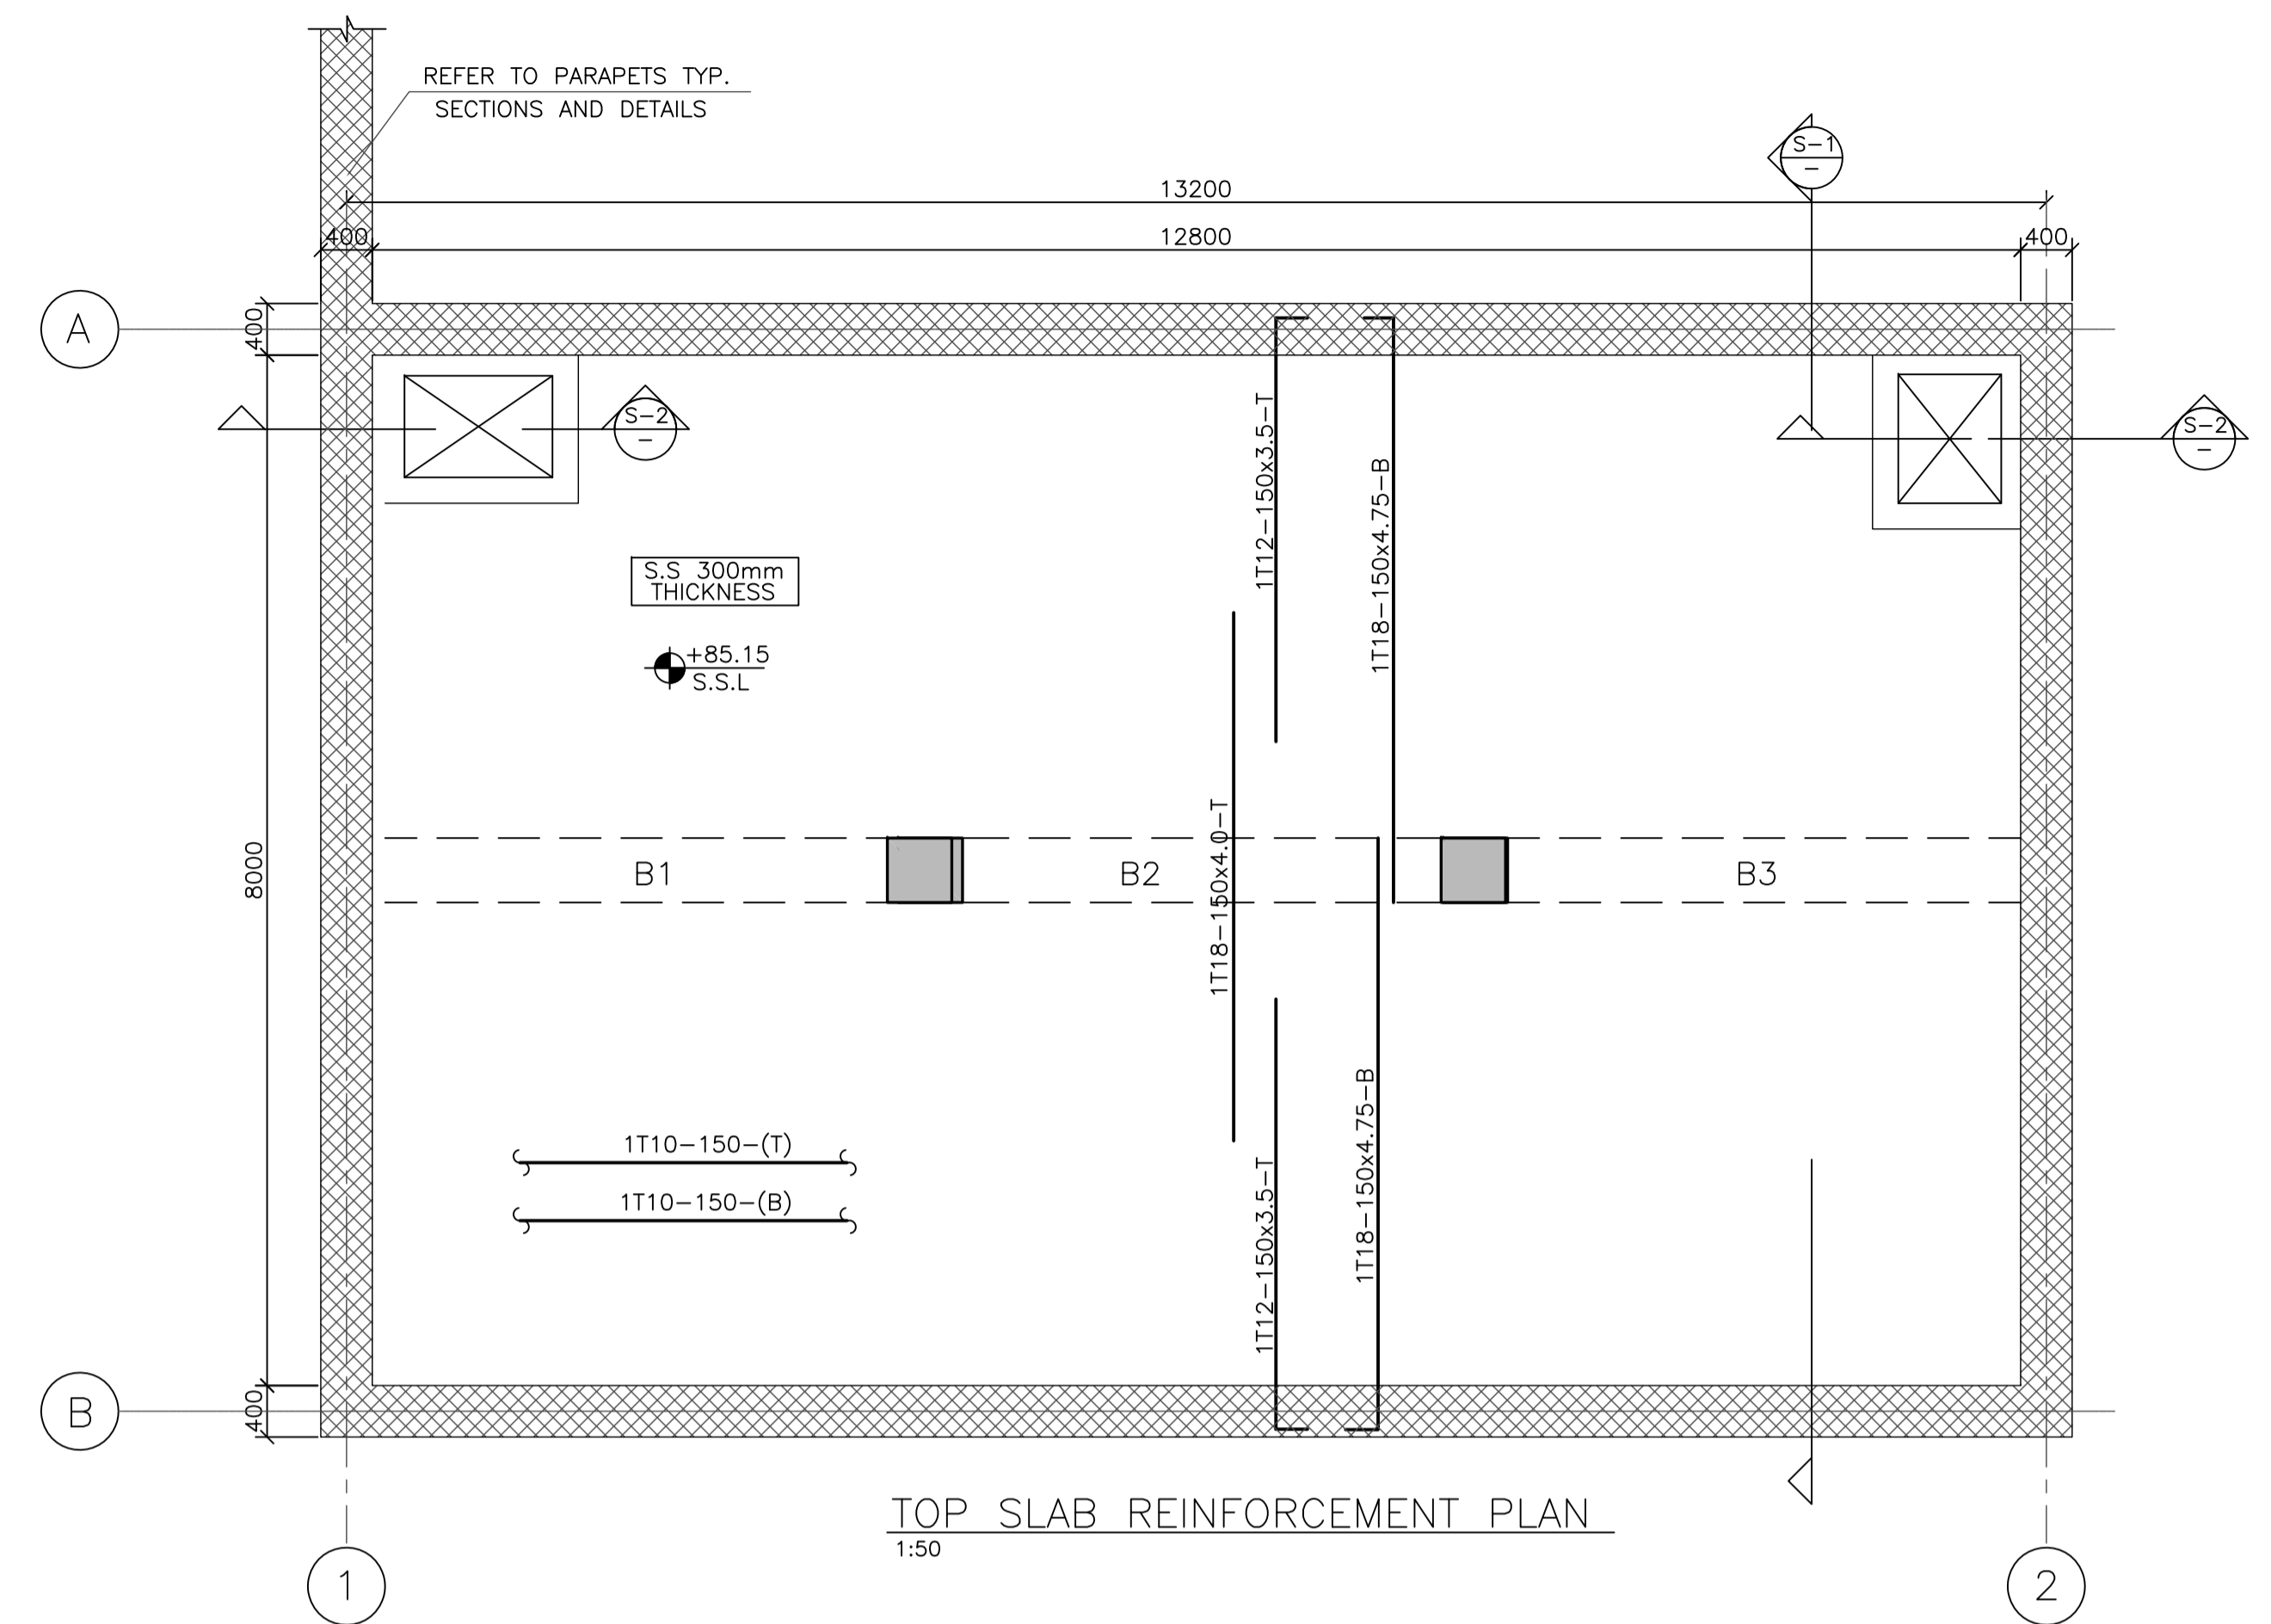 REFER TO PARAPETS TYP.
SECTIONS AND DETAILS
S-1
-
13200
400
12800
400
A
400
S-2
-
S-2
-
1T12-150x3.5-T
1T18-150x4.75-B
S.S 300mm
THICKNESS
+85.15
S.S.L
8000
B1
B2
B3
1T18-150x4.0-T
1T10-150-(T)
1T10-150-(B)
1T12-150x3.5-T
1T18-150x4.75-B
B
400
TOP SLAB REINFORCEMENT PLAN
1:50
1
2